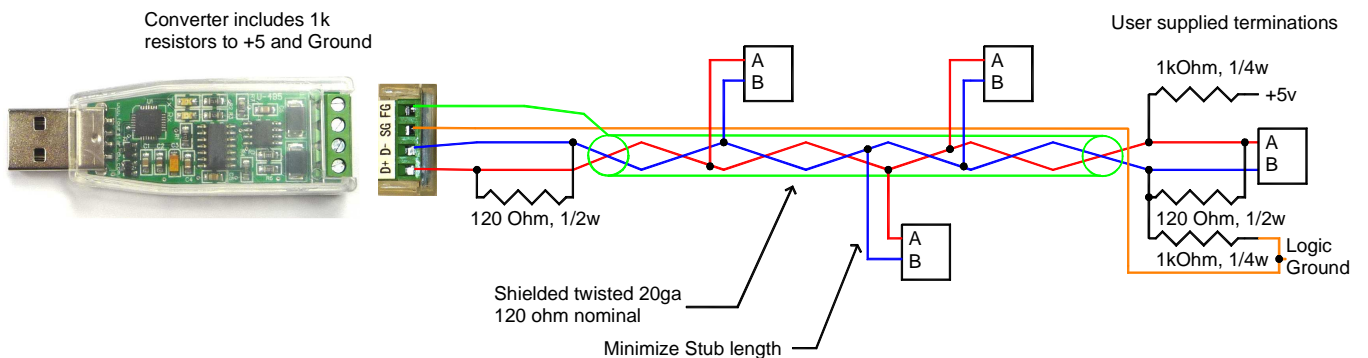 Converter includes 1k
resistors to +5 and Ground
User supplied terminations
A
B
A
B
1kOhm, 1/4w
+5v
U-485
FG
SG
D-
D+
A
B
120 Ohm, 1/2w
120 Ohm, 1/2w
A
B
1kOhm, 1/4w
Logic
Ground
Shielded twisted 20ga
120 ohm nominal
Minimize Stub length